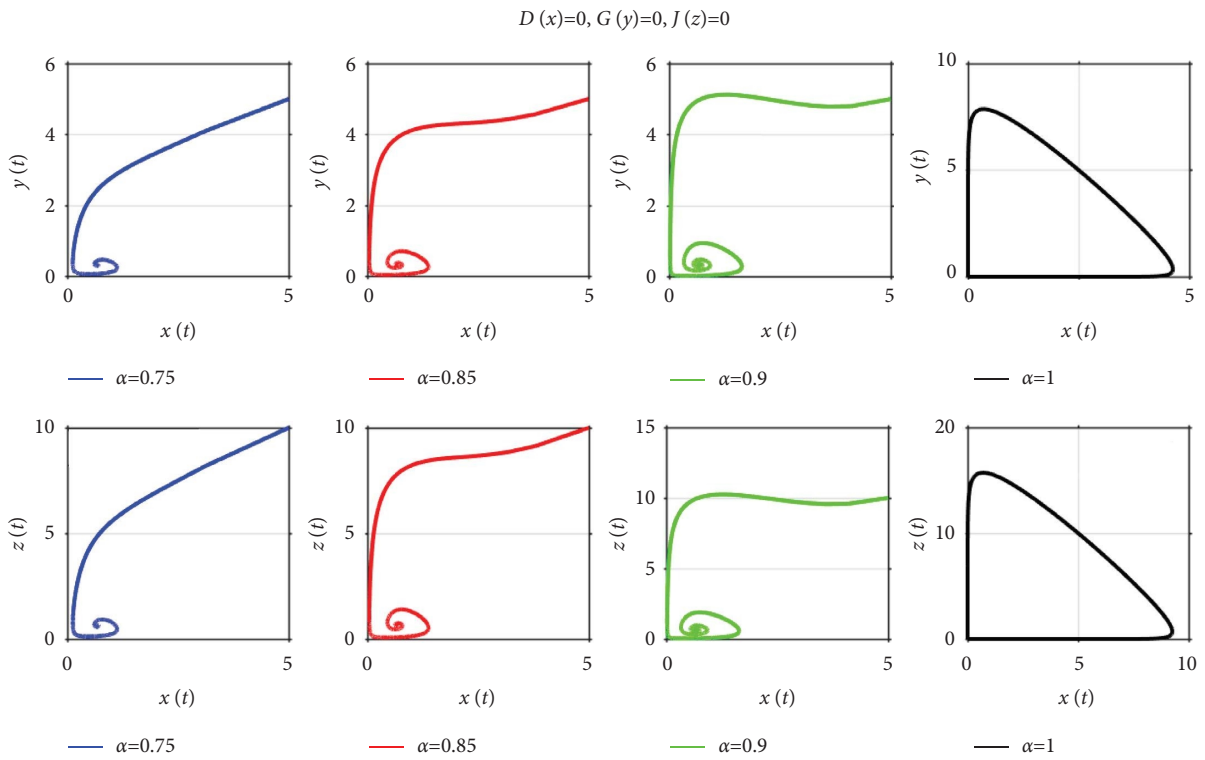 D (x)=0, G (y)=0, J (z)=0
6 6 6 10
4 4 4
5
2 2 2
0 0 0 0
y (t) y (t) y (t) y (t)
0 5 0 5 0 5 0 5
x (t) x (t) x (t) x (t)
α=0.75 α=0.85 α=0.9 α=1
10 10 15 20
10
5 5 10
5
0 0 0 0
z (t) z (t) z (t) z (t)
0 5 0 5 0 5 0 5 10
x (t) x (t) x (t) x (t)
α=0.75 α=0.85 α=0.9 α=1